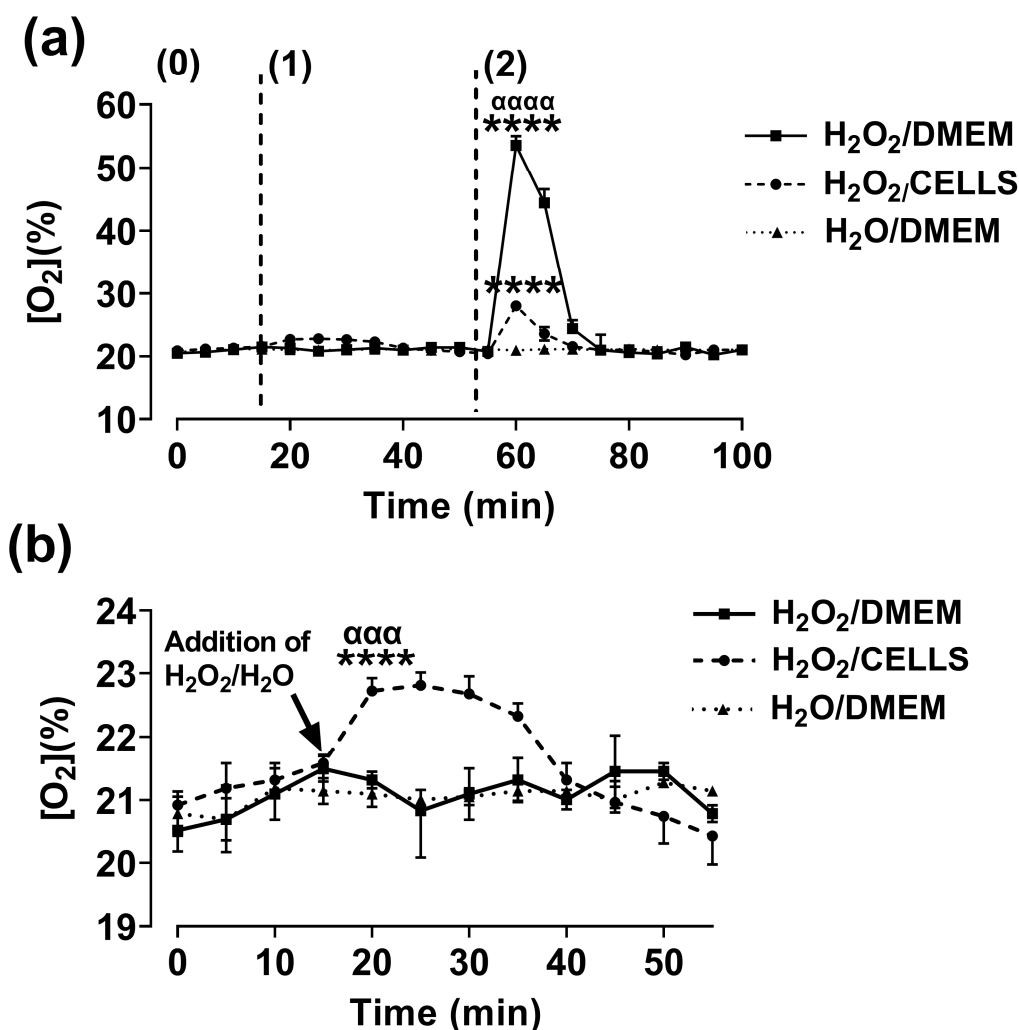 (a)
(0) (1) (2)
αααα
****
****
60
50
40
30
20
10
[O₂](%)
0 20 40 60 80 100
Time (min)
H₂O₂/DMEM
H₂O₂/CELLS
H₂O/DMEM
(b)
24
23
22
21
20
19
[O₂](%)
Addition of
H₂O₂/H₂O
ααα
****
0 10 20 30 40 50
Time (min)
H₂O₂/DMEM
H₂O₂/CELLS
H₂O/DMEM